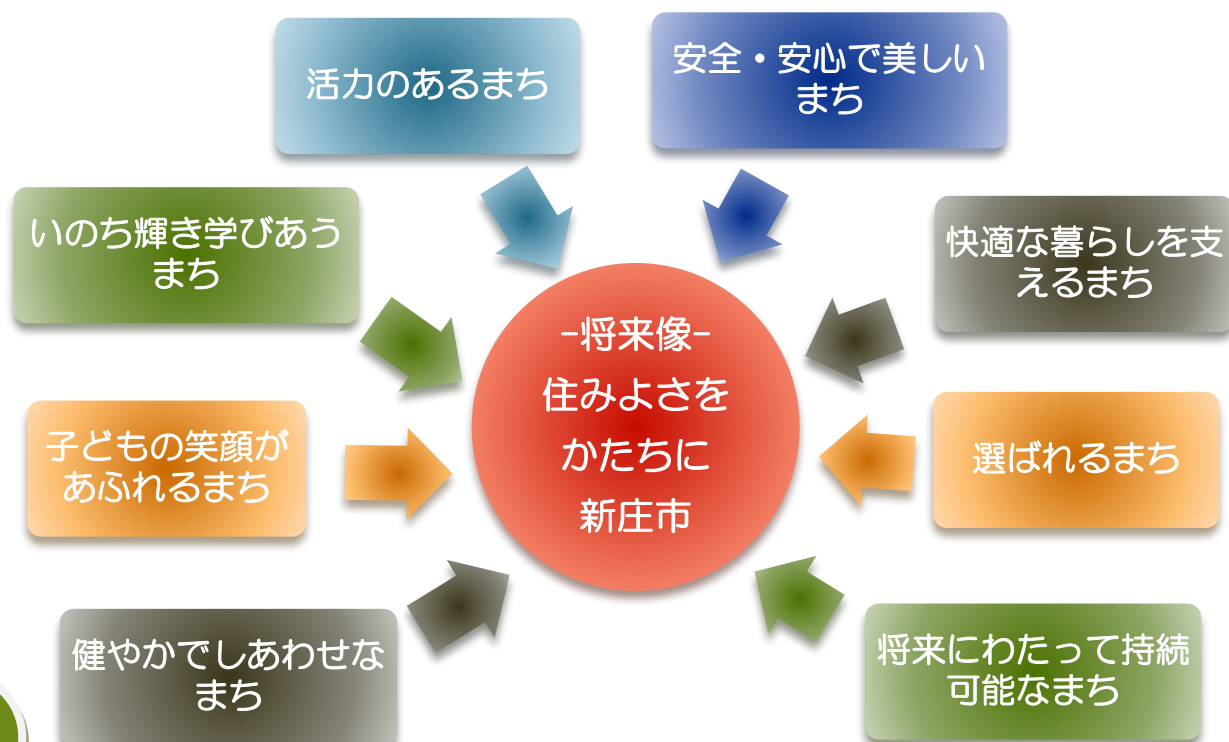 活力のあるまち
安全・安心で美しい
まち
いのち輝き学びあう
まち
快適な暮らしを支
えるまち
-将来像-
住みよさを
かたちに
新庄市
子どもの笑顔が
あふれるまち
選ばれるまち
健やかでしあわせな
まち
将来にわたって持続
可能なまち